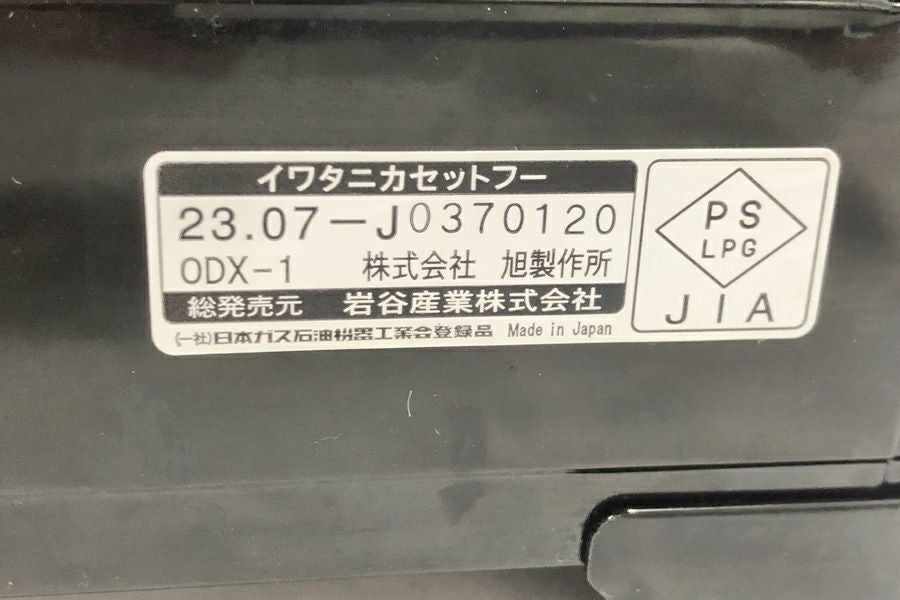 イワタニカセットフー
23.07-J0370120
ODX-1 株式会社 旭製作所
総発売元 岩谷産業株式会社
(一社)日本ガス石油機器工業会登録品 Made in Japan
PS
LPG
JIA